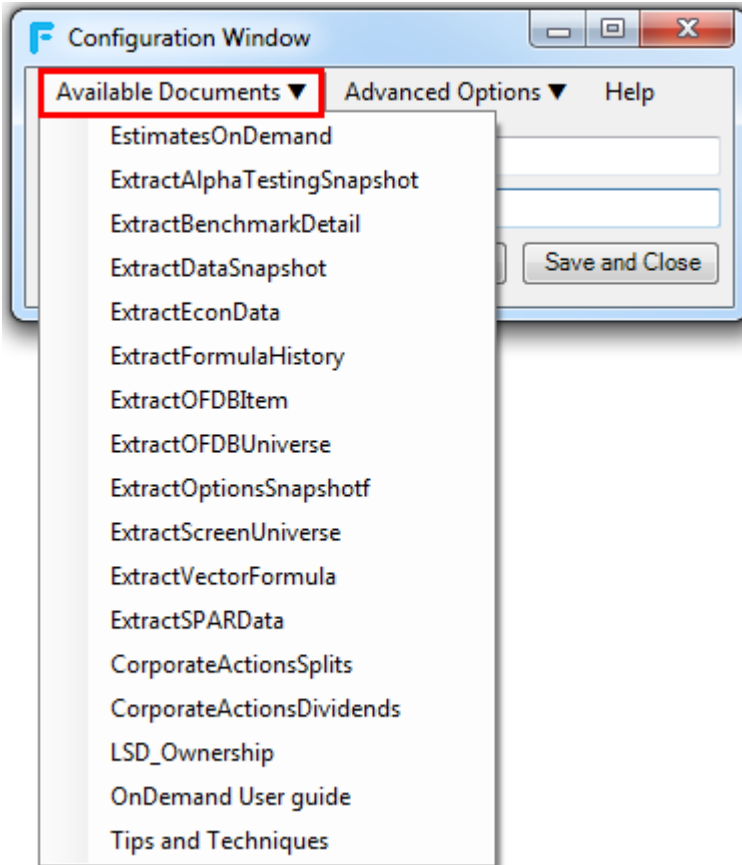 Configuration Window
Available Documents ▼ Advanced Options ▼ Help
EstimatesOnDemand
ExtractAlphaTestingSnapshot
ExtractBenchmarkDetail
ExtractDataSnapshot
Save and Close
ExtractEconData
ExtractFormulaHistory
ExtractOFDBItem
ExtractOFDBUniverse
ExtractOptionsSnapshotf
ExtractScreenUniverse
ExtractVectorFormula
ExtractSPARData
CorporateActionsSplits
CorporateActionsDividends
LSD_Ownership
OnDemand User guide
Tips and Techniques